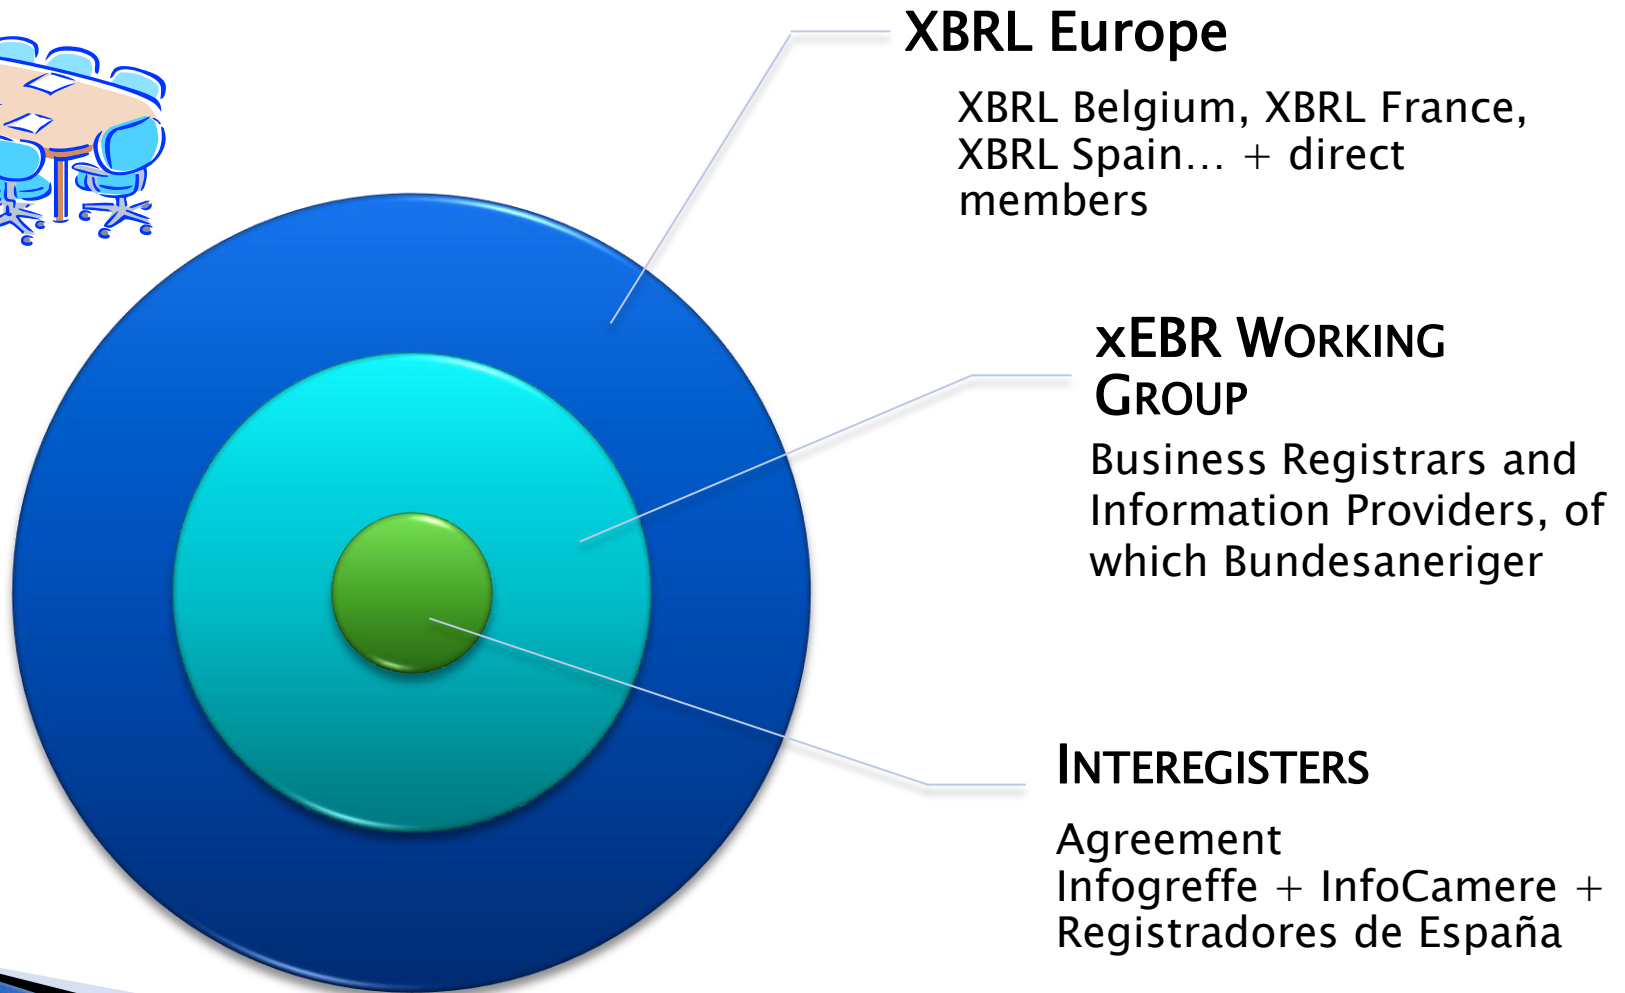 XBRL Europe
XBRL Belgium, XBRL France,
XBRL Spain… + direct
members
xEBR WORKING
GROUP
Business Registrars and
Information Providers, of
which Bundesaneriger
INTEREGISTERS
Agreement
Infogreffe + InfoCamere +
Registradores de España